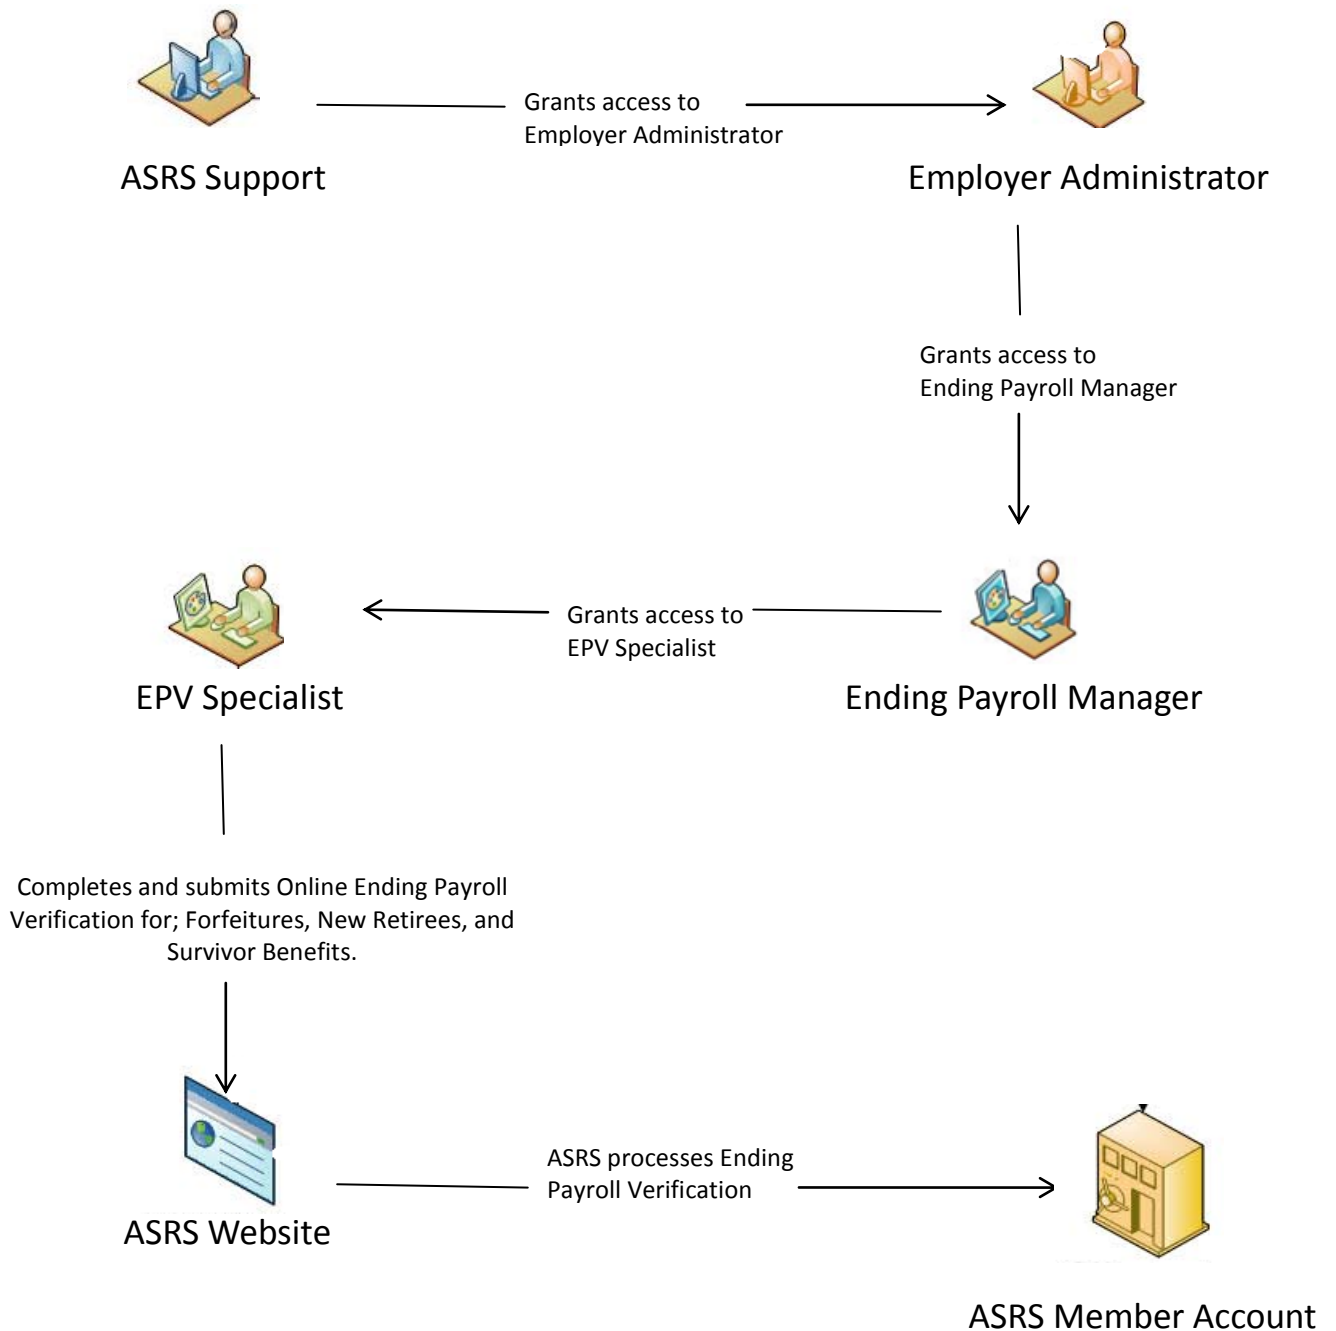 Grants access to
Employer Administrator
ASRS Support
Employer Administrator
Grants access to
Ending Payroll Manager
Grants access to
EPV Specialist
EPV Specialist
Ending Payroll Manager
Completes and submits Online Ending Payroll
Verification for; Forfeitures, New Retirees, and
Survivor Benefits.
ASRS processes Ending
Payroll Verification
ASRS Website
ASRS Member Account